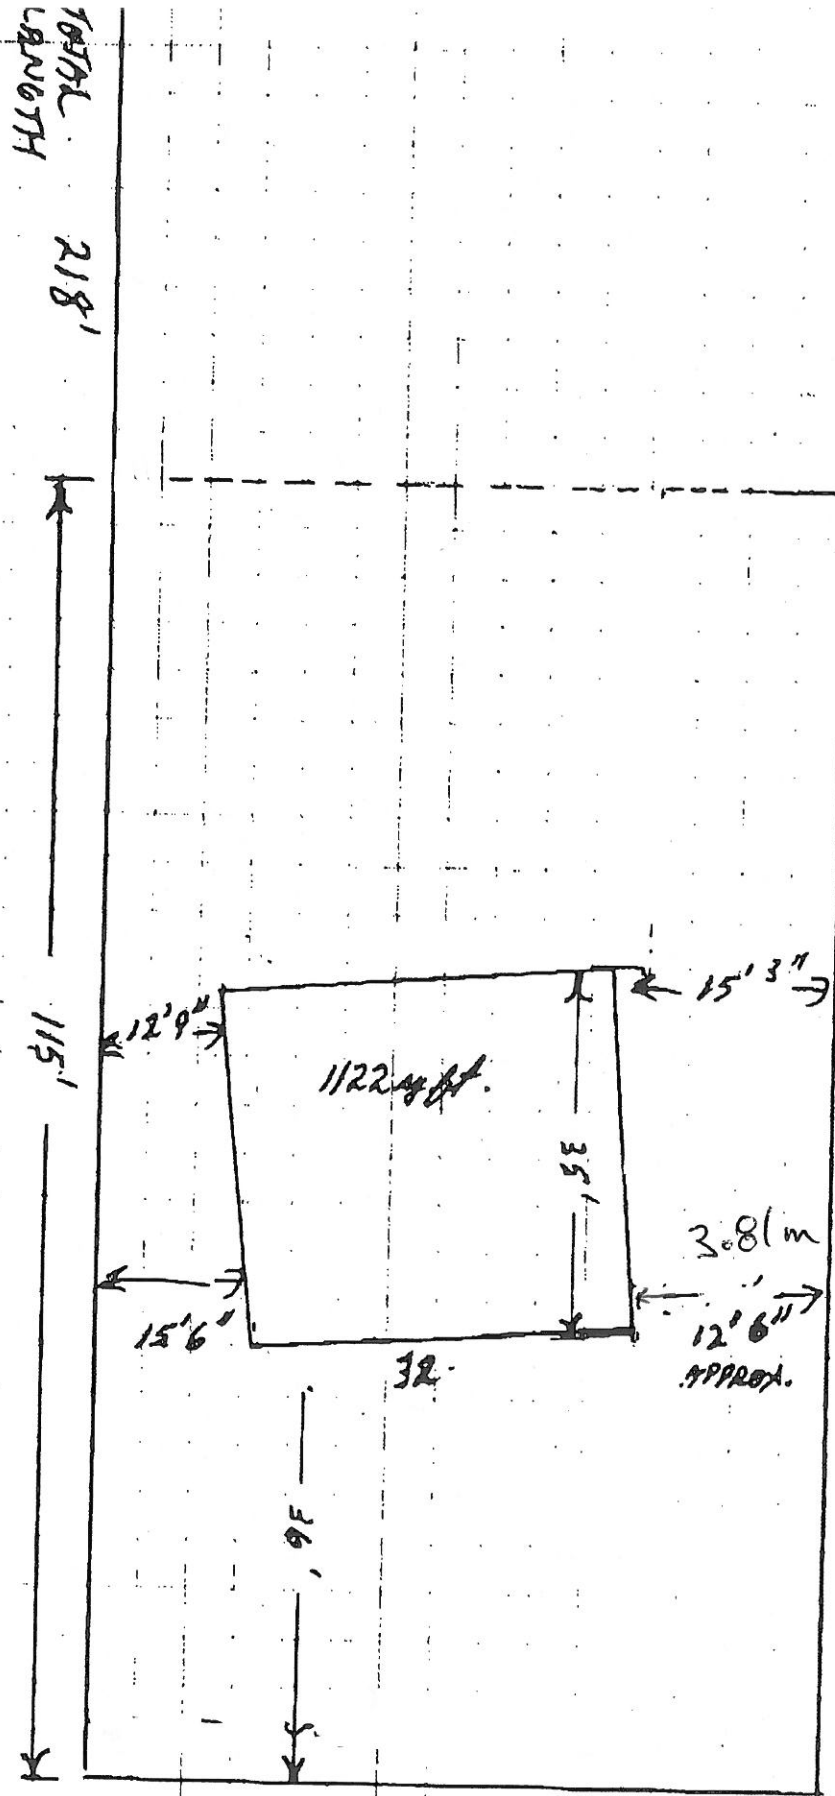 TOTAL
LENGTH 218'
115'
15' 3"
12'9"
1122 sq ft.
35'
3.81m
15'6"
12' 6"
APPROX.
32
36'